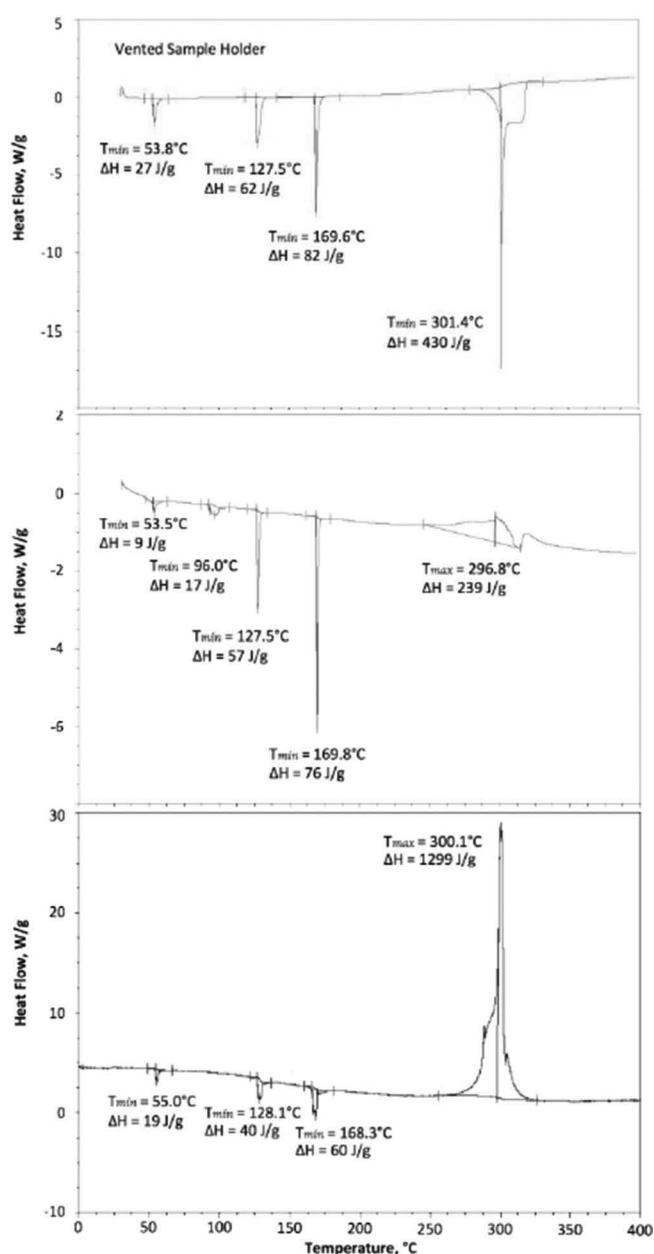 5
Vented Sample Holder
0
-5
-10
-15
Heat Flow, W/g
Tmin = 53.8°C
ΔH = 27 J/g
Tmin = 127.5°C
ΔH = 62 J/g
Tmin = 169.6°C
ΔH = 82 J/g
Tmin = 301.4°C
ΔH = 430 J/g
2
0
-2
-4
-6
Heat Flow, W/g
Tmin = 53.5°C
ΔH = 9 J/g
Tmin = 96.0°C
ΔH = 17 J/g
Tmin = 127.5°C
ΔH = 57 J/g
Tmin = 169.8°C
ΔH = 76 J/g
Tmax = 296.8°C
ΔH = 239 J/g
30
20
10
0
-10
Heat Flow, W/g
Tmax = 300.1°C
ΔH = 1299 J/g
Tmin = 55.0°C
ΔH = 19 J/g
Tmin = 128.1°C
ΔH = 40 J/g
Tmin = 168.3°C
ΔH = 60 J/g
0 50 100 150 200 250 300 350 400
Temperature, °C